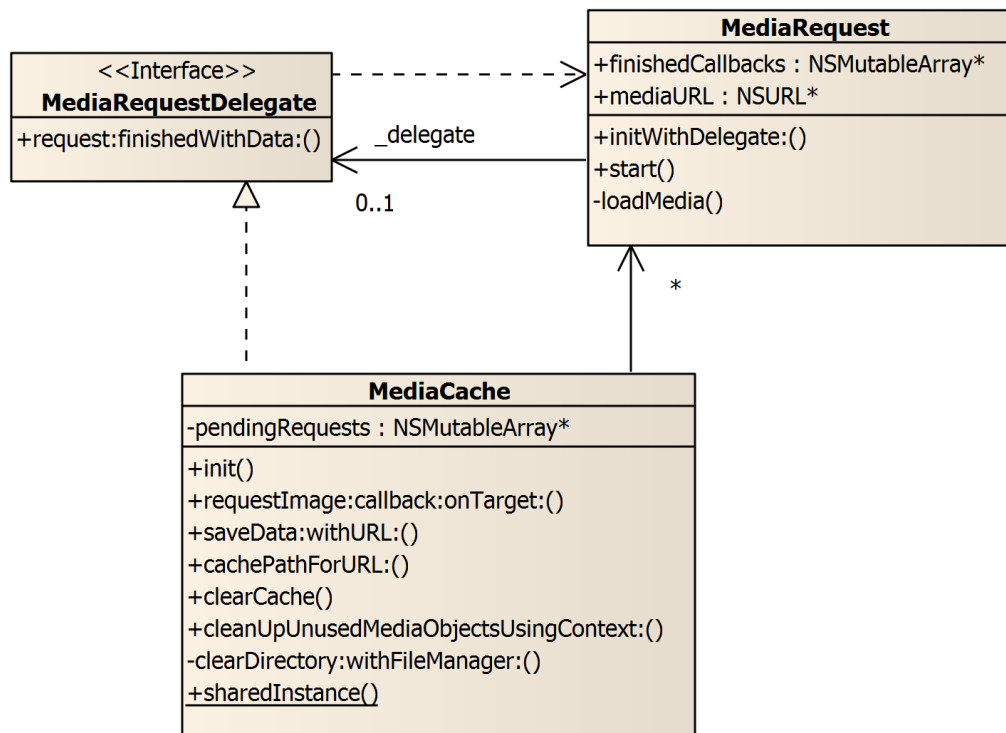 <<Interface>>
MediaRequestDelegate
+request:finishedWithData:()
MediaRequest
+finishedCallbacks : NSMutableArray*
+mediaURL : NSURL*
+initWithDelegate:()
+start()
-loadMedia()
_delegate
0..1
*
MediaCache
-pendingRequests : NSMutableArray*
+init()
+requestImage:callback:onTarget:()
+saveData:withURL:()
+cachePathForURL:()
+clearCache()
+cleanUpUnusedMediaObjectsUsingContext:()
-clearDirectory:withFileManager:()
+sharedInstance()